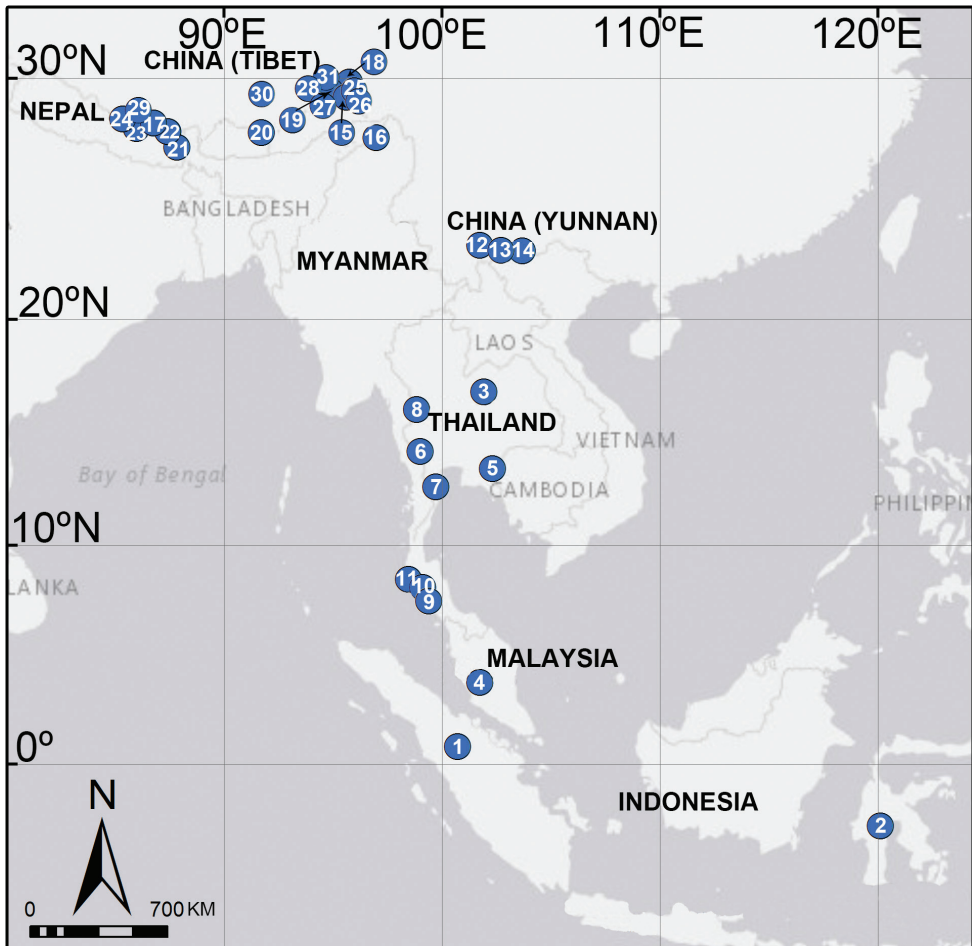 90ºE 100ºE 110ºE 120ºE
30ºN
CHINA (TIBET)
18
31
28 25
30
NEPAL
29
24 17
23 22
21
27 26
19
20
15 16
BANGLADESH
CHINA (YUNNAN)
12 13 14
MYANMAR
20ºN
LAOS
3
8
THAILAND
VIETNAM
6
5
Bay of Bengal
7
CAMBODIA
PHILIPPIN
10ºN
11
10
9
LANKA
MALAYSIA
4
0º
1
N
INDONESIA
2
0 700 KM